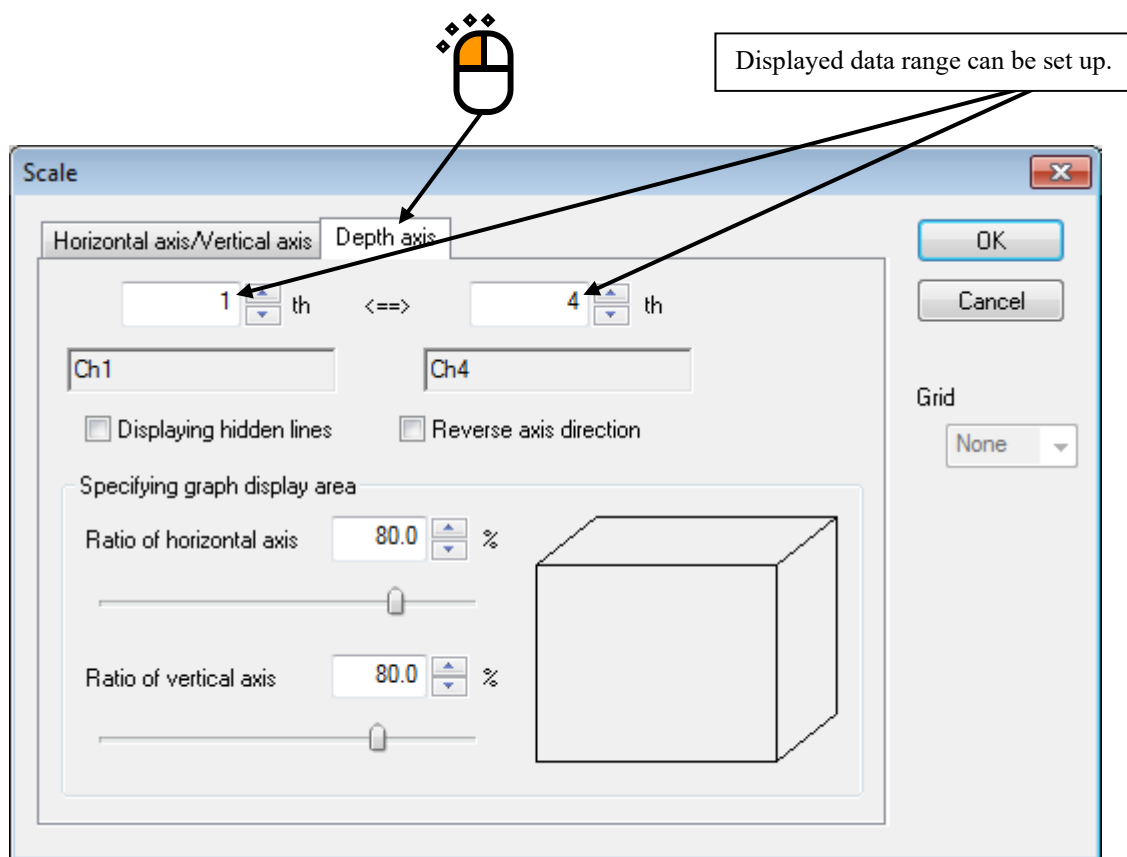 Displayed data range can be set up.
Scale
Horizontal axis/Vertical axis Depth axis
OK
1 th <==> 4 th
Cancel
Ch1 Ch4
Grid
Displaying hidden lines Reverse axis direction
None
Specifying graph display area
Ratio of horizontal axis 80.0 %
Ratio of vertical axis 80.0 %